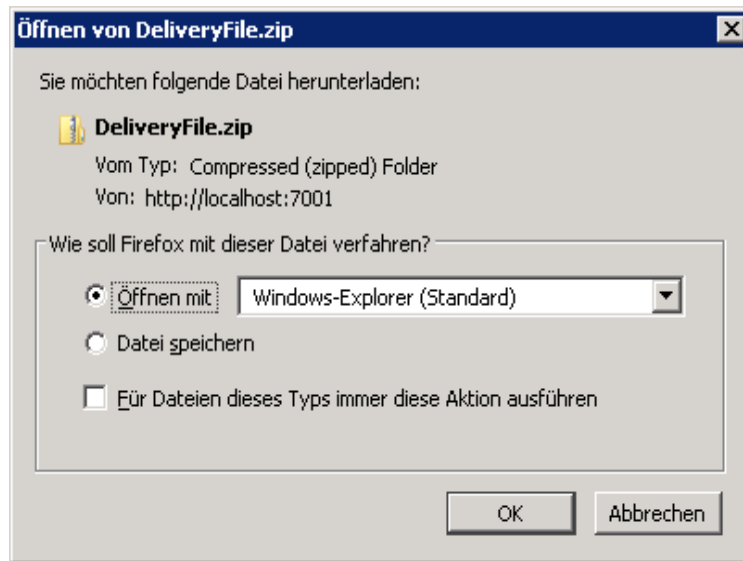 Öffnen von DeliveryFile.zip
Sie möchten folgende Datei herunterladen:
DeliveryFile.zip
Vom Typ: Compressed (zipped) Folder
Von: http://localhost:7001
Wie soll Firefox mit dieser Datei verfahren?
Öffnen mit Windows-Explorer (Standard)
Datei speichern
Für Dateien dieses Typs immer diese Aktion ausführen
OK Abbrechen